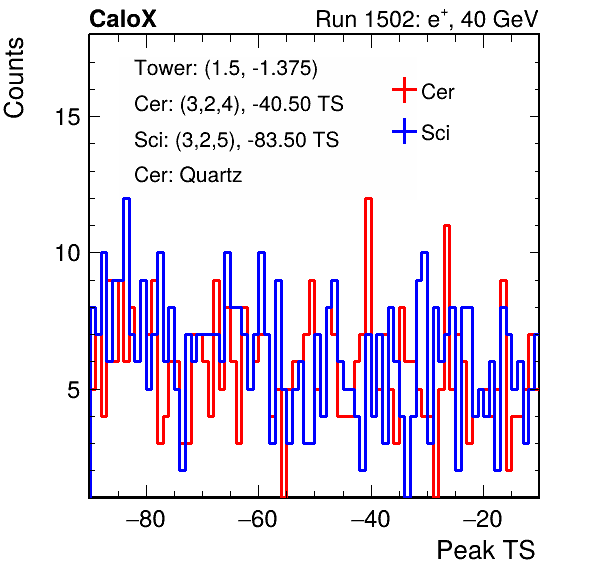 CaloX Run 1502: e⁺, 40 GeV
Counts
Tower: (1.5, -1.375)
Cer: (3,2,4), -40.50 TS
Sci: (3,2,5), -83.50 TS
Cer: Quartz
Cer
Sci
15
10
5
−80 −60 −40 −20
Peak TS